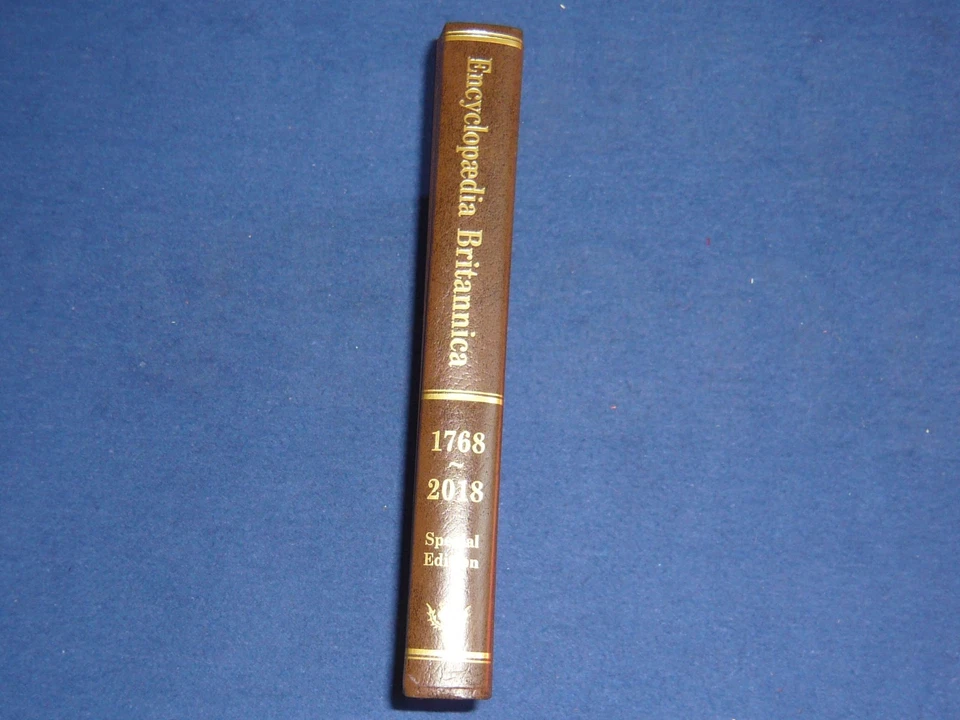 Encyclopædia Britannica
1768
~
2018
Special
Edition